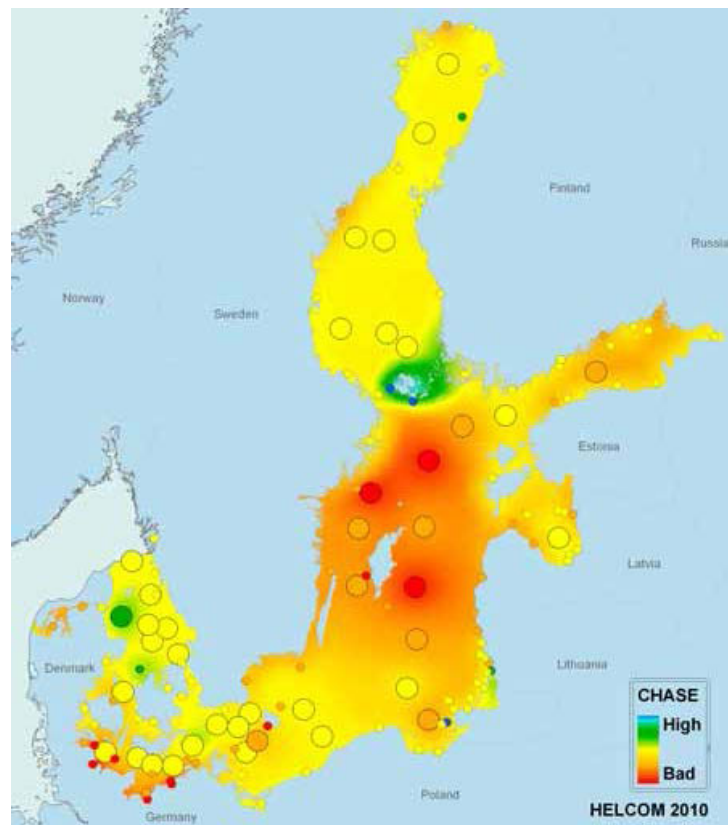 Finland
Russia
Norway
Sweden
Estonia
Latvia
Denmark
Lithuania
CHASE
High
Bad
Poland
HELCOM 2010
Germany